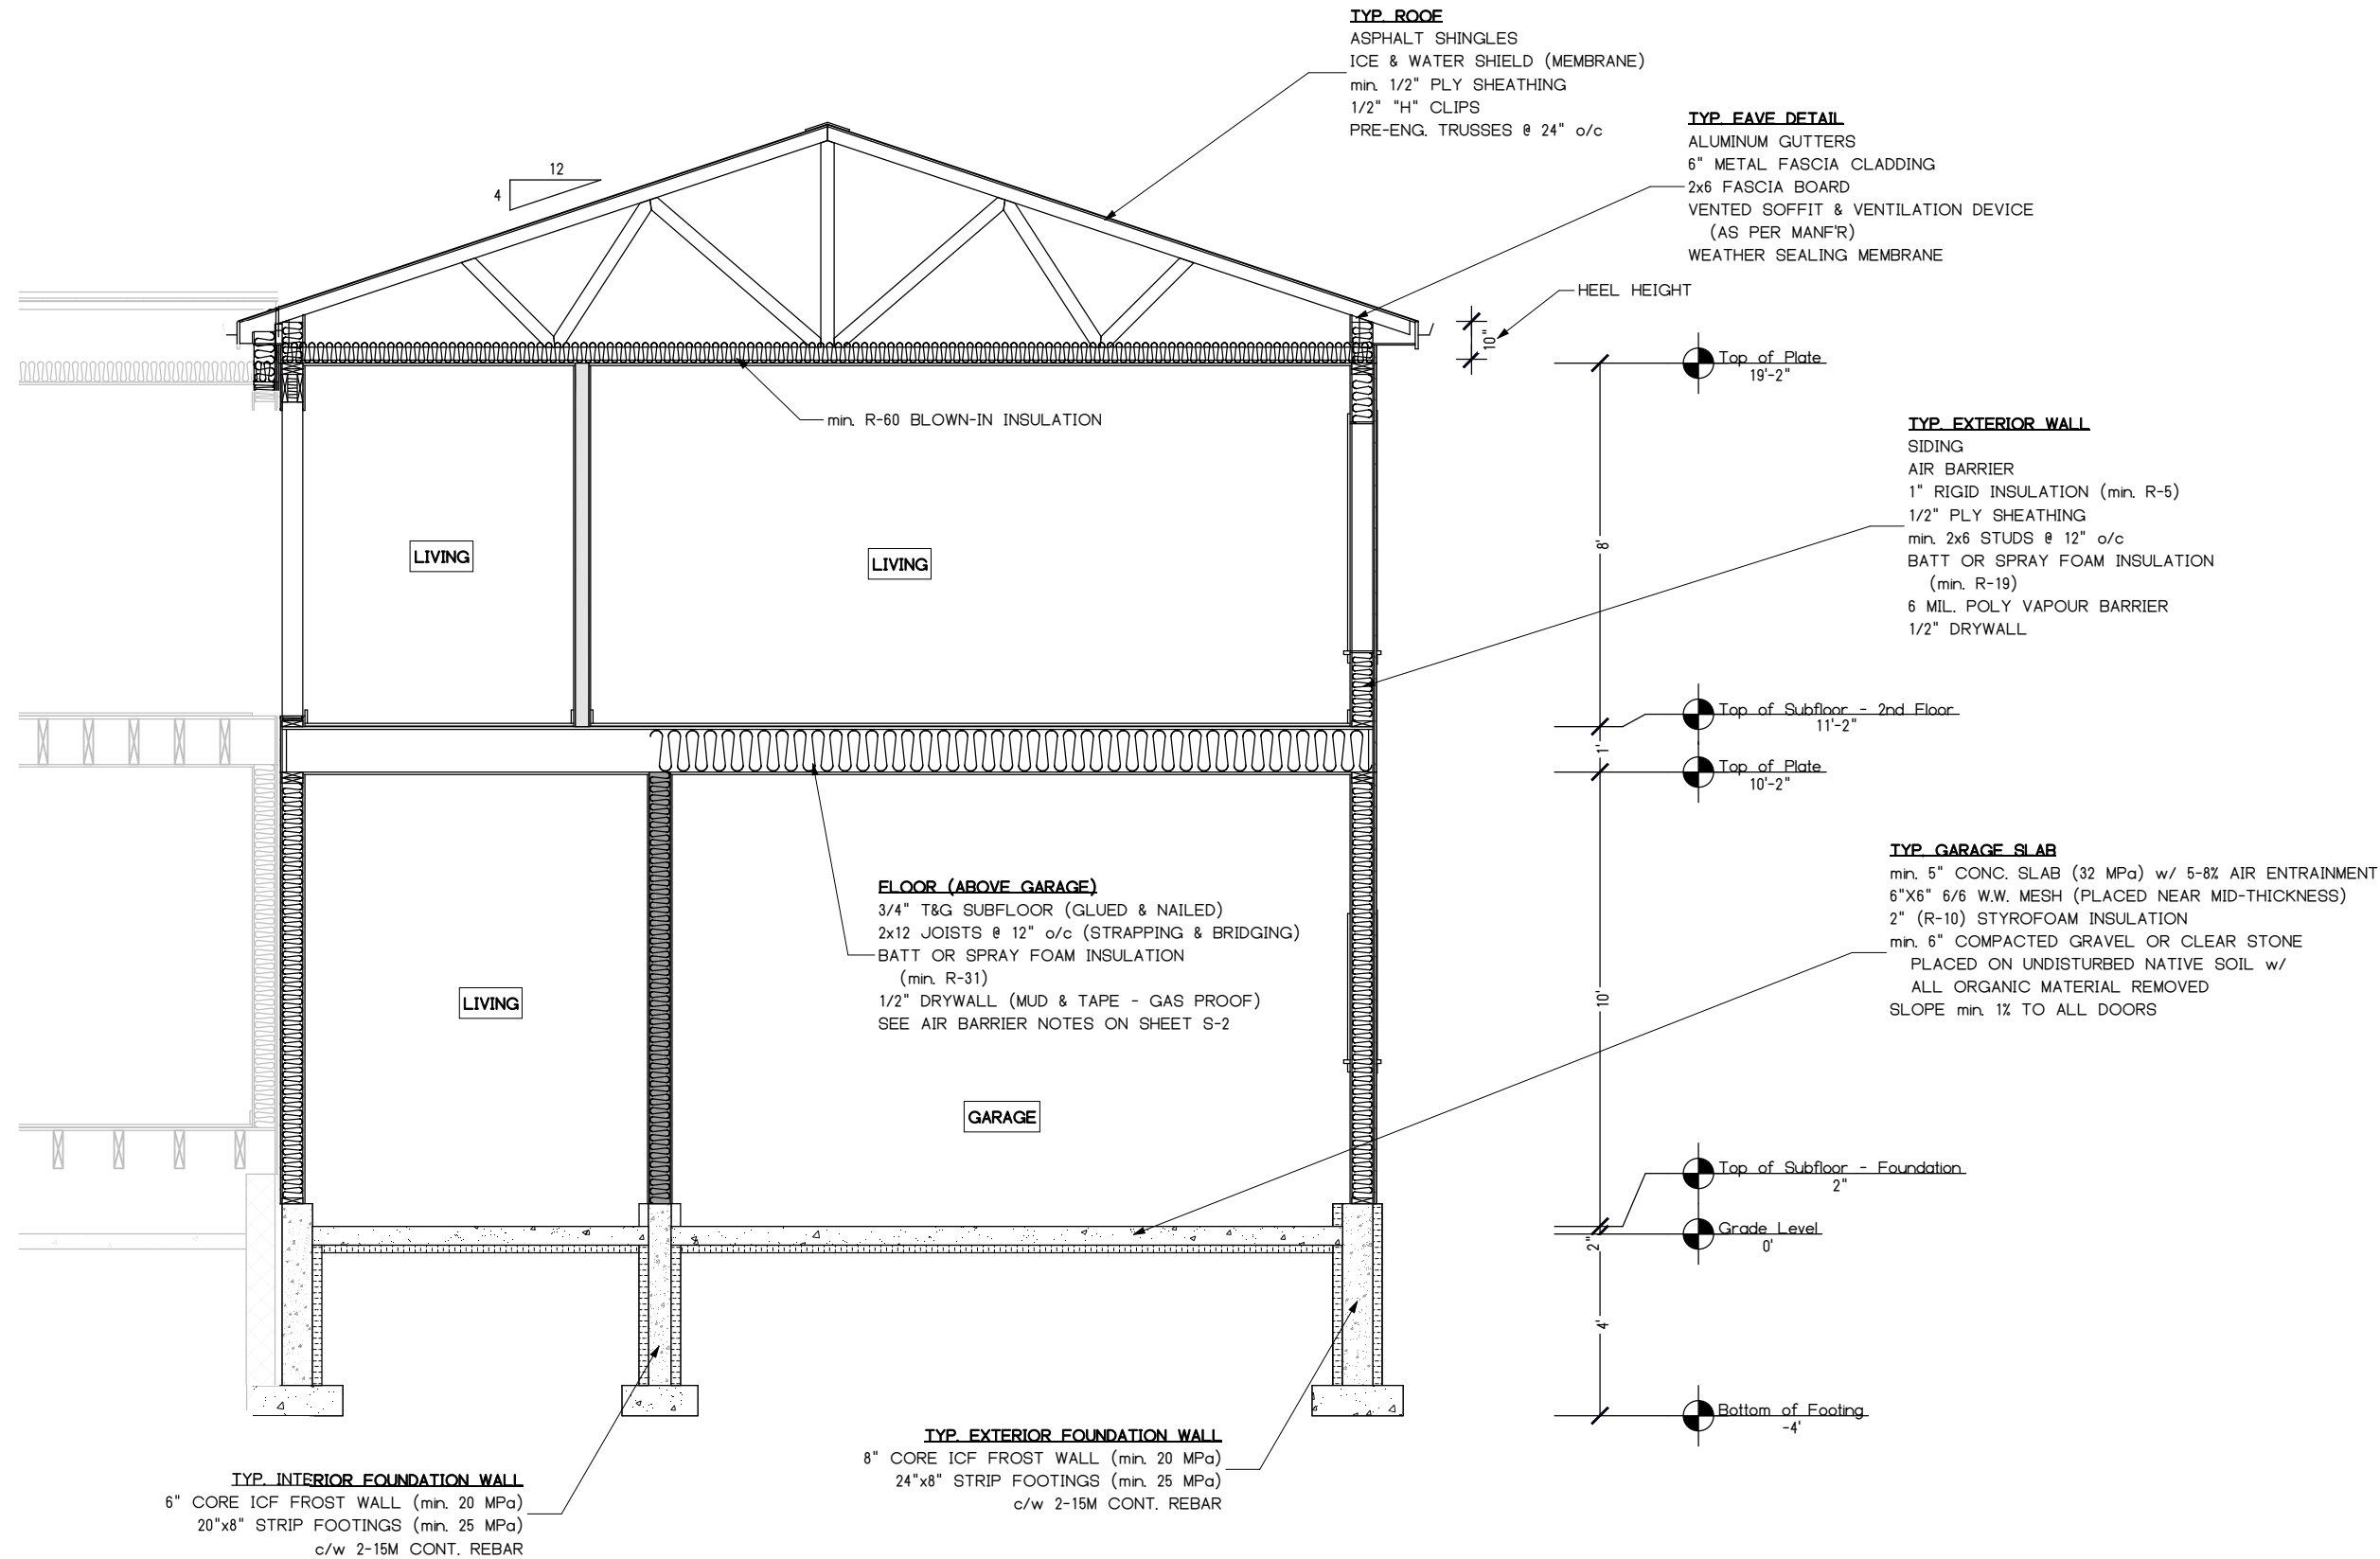 TYP. ROOF
ASPHALT SHINGLES
ICE & WATER SHIELD (MEMBRANE)
min. 1/2" PLY SHEATHING
1/2" "H" CLIPS
PRE-ENG. TRUSSES @ 24" o/c
TYP. EAVE DETAIL
ALUMINUM GUTTERS
6" METAL FASCIA CLADDING
2x6 FASCIA BOARD
VENTED SOFFIT & VENTILATION DEVICE
(AS PER MANF'R)
WEATHER SEALING MEMBRANE
12
4
HEEL HEIGHT
10"
Top of Plate
19'-2"
min. R-60 BLOWN-IN INSULATION
TYP. EXTERIOR WALL
SIDING
AIR BARRIER
1" RIGID INSULATION (min. R-5)
1/2" PLY SHEATHING
min. 2x6 STUDS @ 12" o/c
BATT OR SPRAY FOAM INSULATION
(min. R-19)
6 MIL. POLY VAPOUR BARRIER
1/2" DRYWALL
LIVING
LIVING
8'
Top of Subfloor - 2nd Floor
11'-2"
1'
Top of Plate
10'-2"
FLOOR (ABOVE GARAGE)
3/4" T&G SUBFLOOR (GLUED & NAILED)
2x12 JOISTS @ 12" o/c (STRAPPING & BRIDGING)
BATT OR SPRAY FOAM INSULATION
(min. R-31)
1/2" DRYWALL (MUD & TAPE - GAS PROOF)
SEE AIR BARRIER NOTES ON SHEET S-2
TYP. GARAGE SLAB
min. 5" CONC. SLAB (32 MPa) w/ 5-8% AIR ENTRAINMENT
6"X6" 6/6 W.W. MESH (PLACED NEAR MID-THICKNESS)
2" (R-10) STYROFOAM INSULATION
min. 6" COMPACTED GRAVEL OR CLEAR STONE
PLACED ON UNDISTURBED NATIVE SOIL w/
ALL ORGANIC MATERIAL REMOVED
SLOPE min. 1% TO ALL DOORS
LIVING
10'
GARAGE
Top of Subfloor - Foundation
2"
Grade Level
0'
2"
4'
Bottom of Footing
-4'
TYP. EXTERIOR FOUNDATION WALL
8" CORE ICF FROST WALL (min. 20 MPa)
24"x8" STRIP FOOTINGS (min. 25 MPa)
c/w 2-15M CONT. REBAR
TYP. INTERIOR FOUNDATION WALL
6" CORE ICF FROST WALL (min. 20 MPa)
20"x8" STRIP FOOTINGS (min. 25 MPa)
c/w 2-15M CONT. REBAR